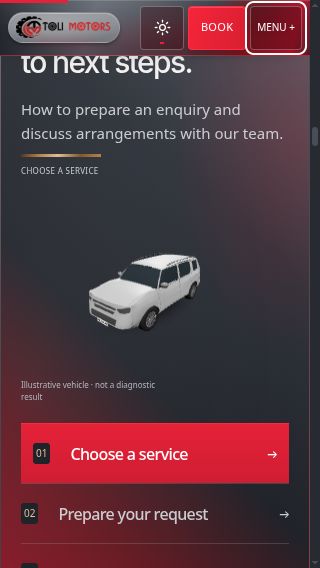 TOLI MOTORS
BOOK
MENU +
to next steps.
How to prepare an enquiry and
discuss arrangements with our team.
CHOOSE A SERVICE
Illustrative vehicle · not a diagnostic
result
01 Choose a service →
02 Prepare your request →